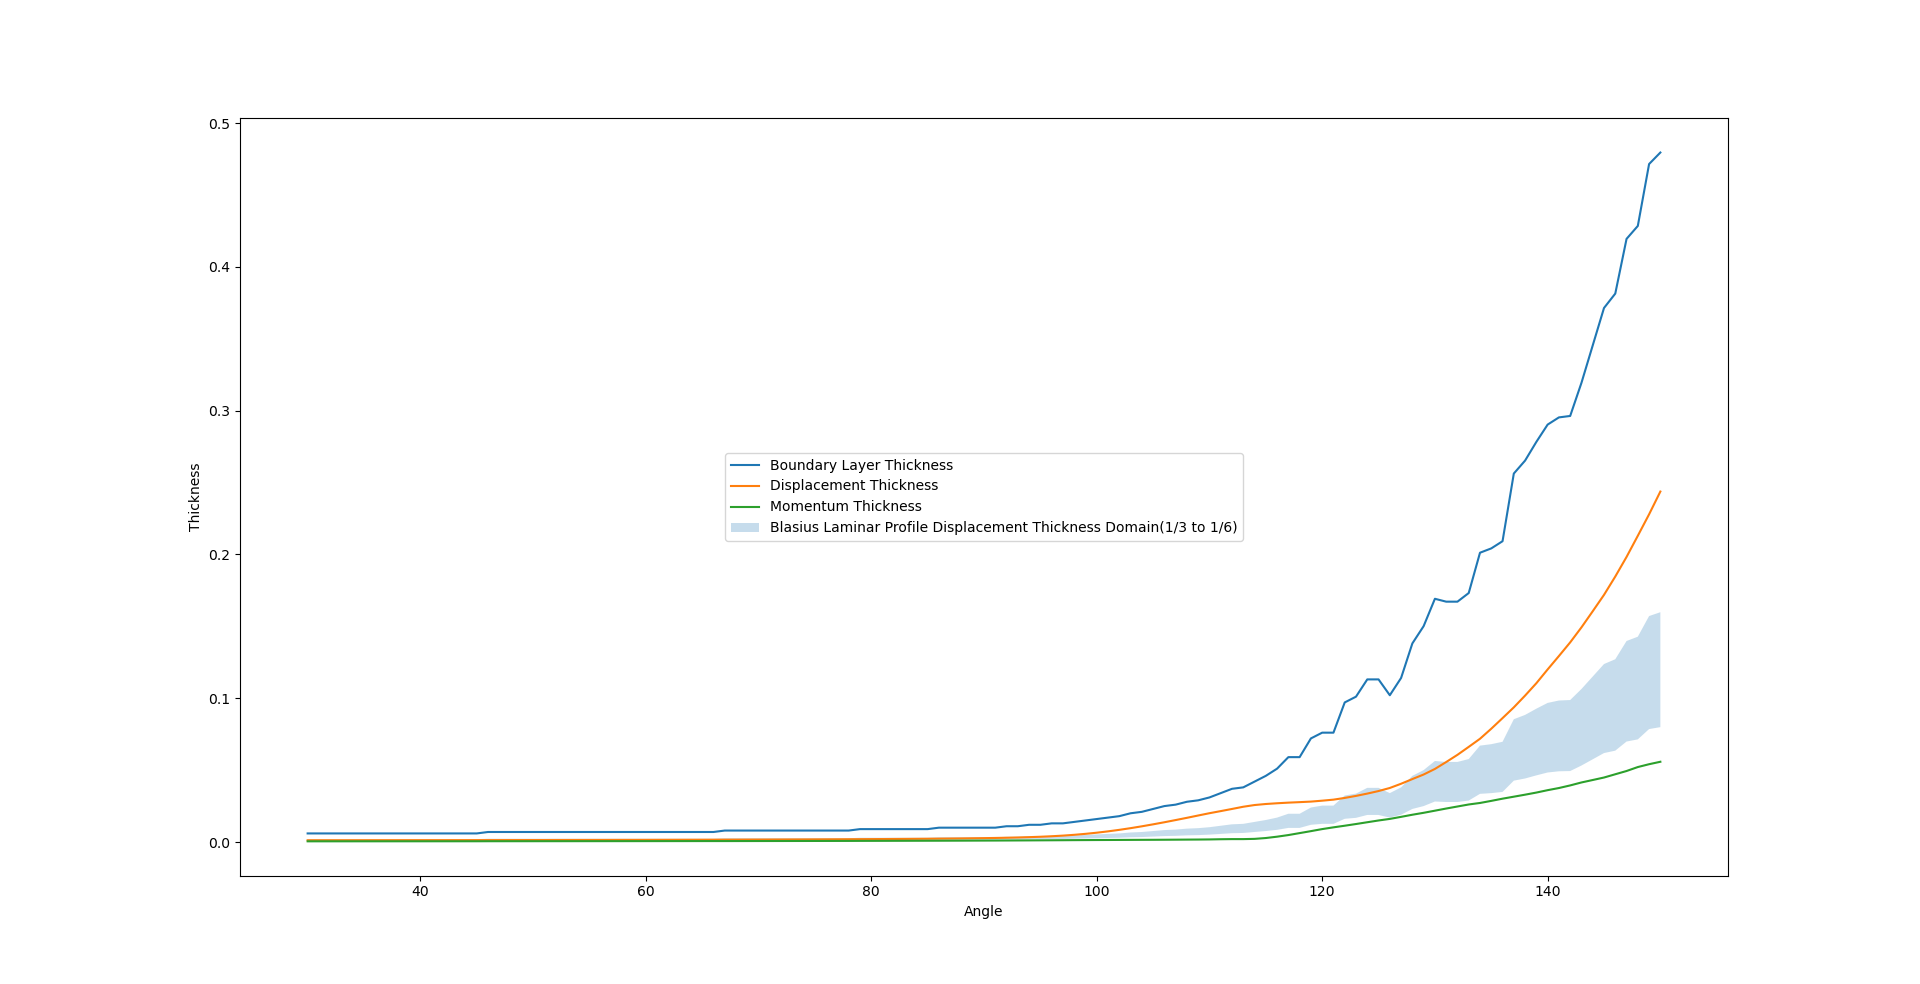 0.5
0.4
0.3
0.2
0.1
0.0
Thickness
Boundary Layer Thickness
Displacement Thickness
Momentum Thickness
Blasius Laminar Profile Displacement Thickness Domain(1/3 to 1/6)
40 60 80 100 120 140
Angle